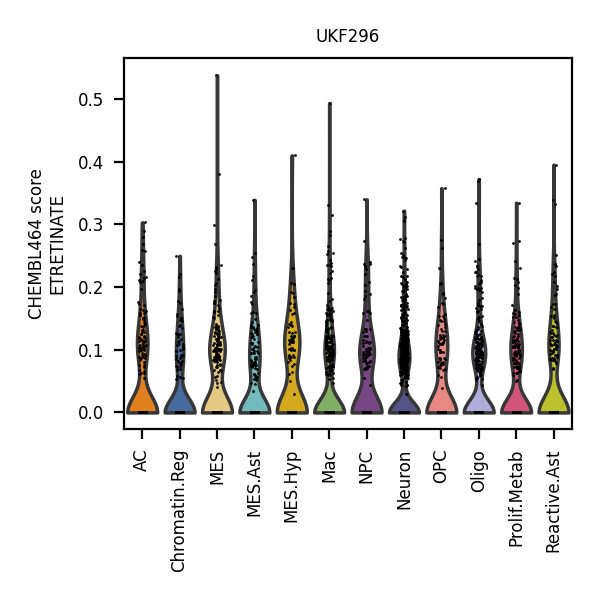 UKF296
CHEMBL464 score
ETRETINATE
0.5
0.4
0.3
0.2
0.1
0.0
AC
Chromatin.Reg
MES
MES.Ast
MES.Hyp
Mac
NPC
Neuron
OPC
Oligo
Prolif.Metab
Reactive.Ast